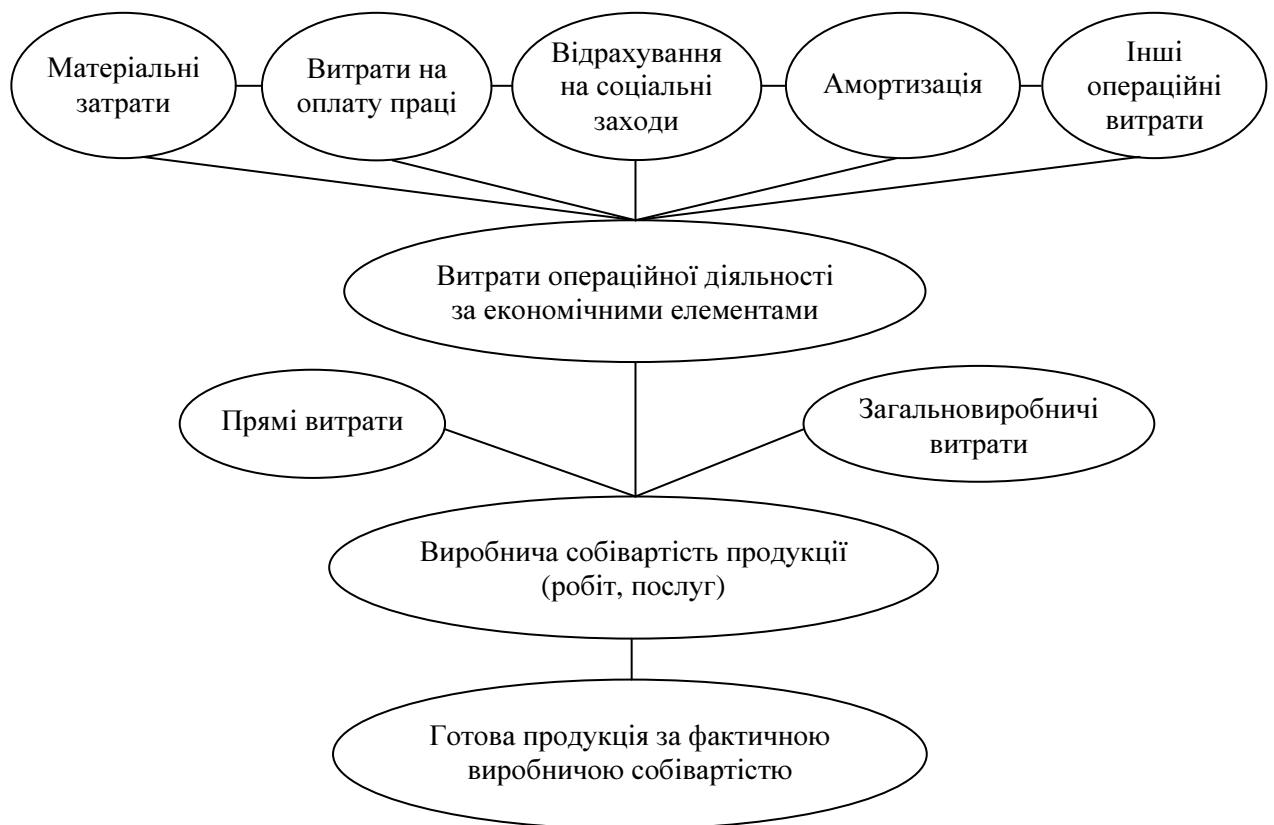 Матеріальні
затрати
Витрати на
оплату праці
Відрахування
на соціальні
заходи
Амортизація
Інші
операційні
витрати
Витрати операційної діяльності
за економічними елементами
Прямі витрати
Загальновиробничі
витрати
Виробнича собівартість продукції
(робіт, послуг)
Готова продукція за фактичною
виробничою собівартістю